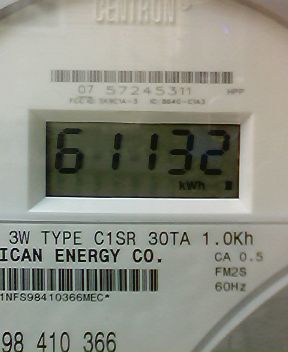 CENTRON®
07 57245311
HPP
61132
kWh
3W TYPE C1SR 30TA 1.0Kh
ICAN ENERGY CO.
CA 0.5
FM2S
60Hz
1NFS98410366MEC*
98 410 366